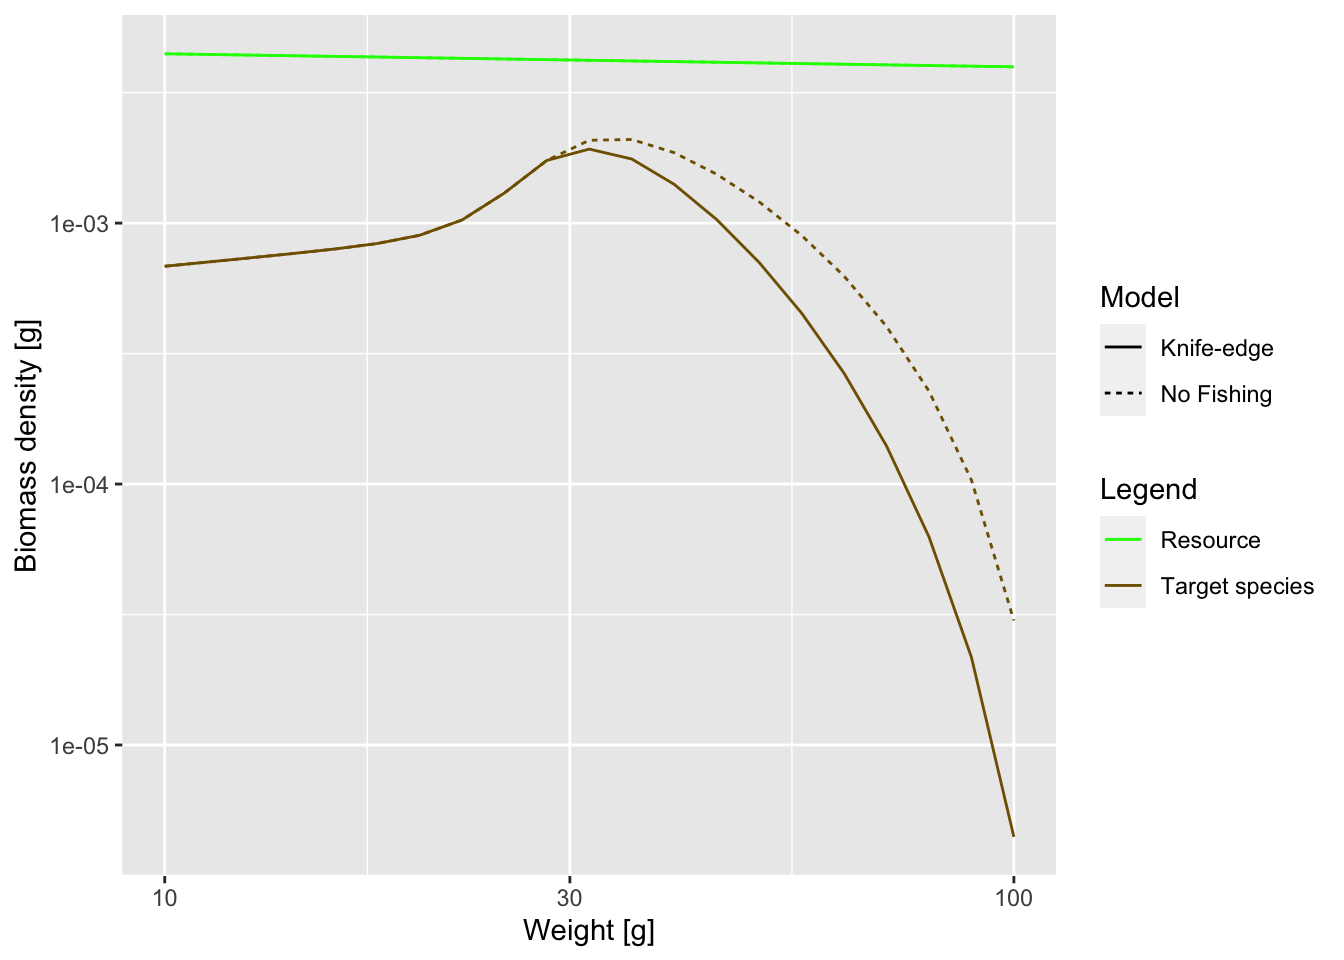 1e-03
1e-04
1e-05
Biomass density [g]
10
30
100
Weight [g]
Model
Knife-edge
No Fishing
Legend
Resource
Target species